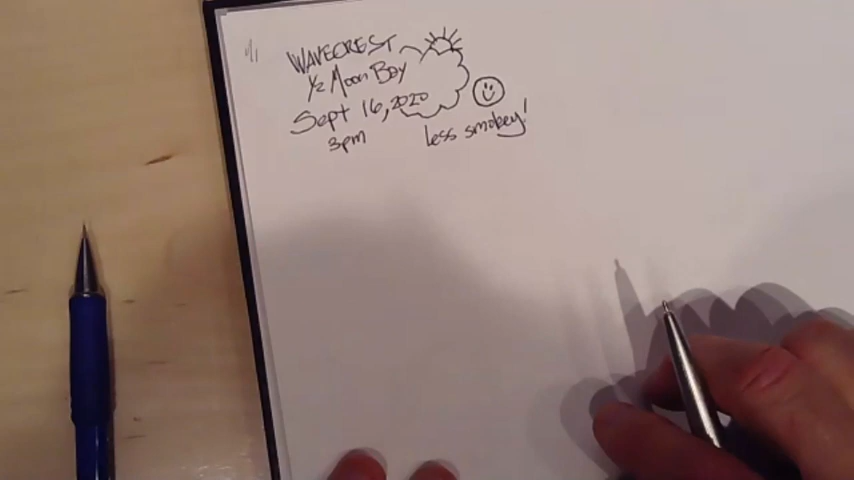 WAVECREST
1/2 Moon Bay
Sept 16, 2020
3pm
less smokey!